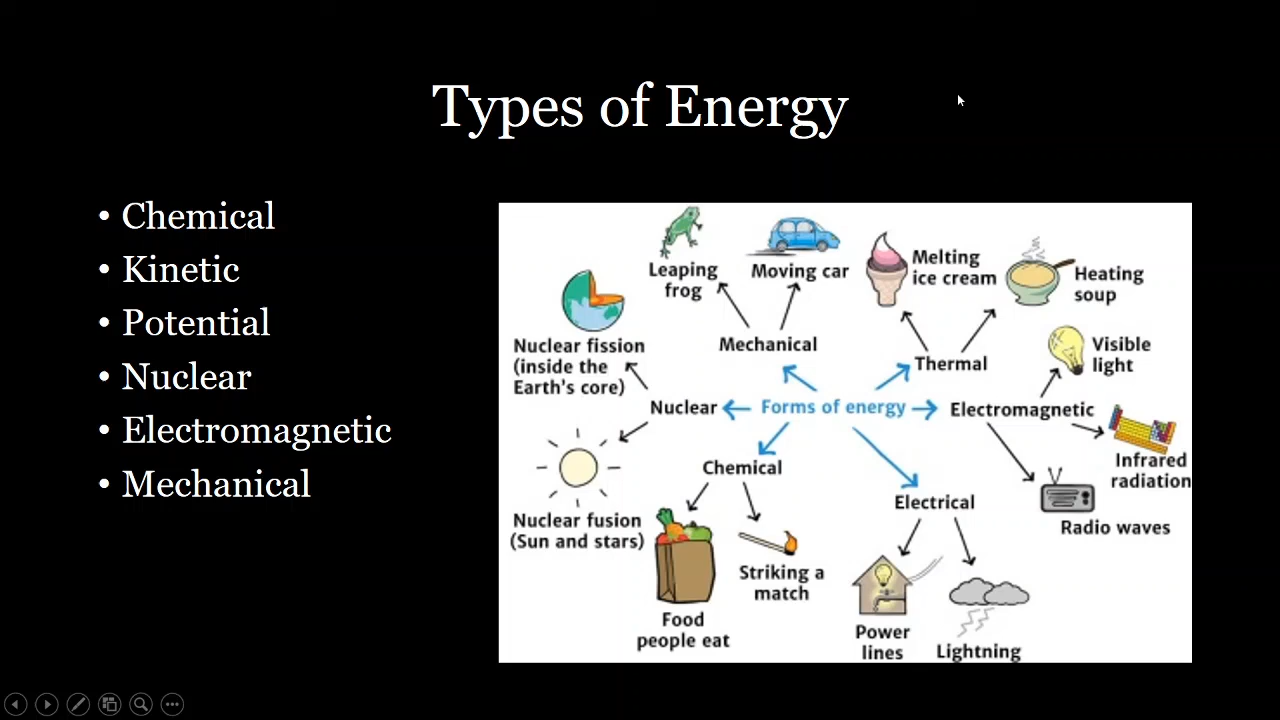 Types of Energy
• Chemical
• Kinetic
• Potential
• Nuclear
• Electromagnetic
• Mechanical
Leaping
frog
Moving car
Melting
ice cream
Heating
soup
Nuclear fission
(inside the
Earth's core)
Mechanical
Thermal
Visible
light
Nuclear
Forms of energy
Electromagnetic
Infrared
radiation
Chemical
Electrical
Radio waves
Nuclear fusion
(Sun and stars)
Striking a
match
Food
people eat
Power
lines
Lightning